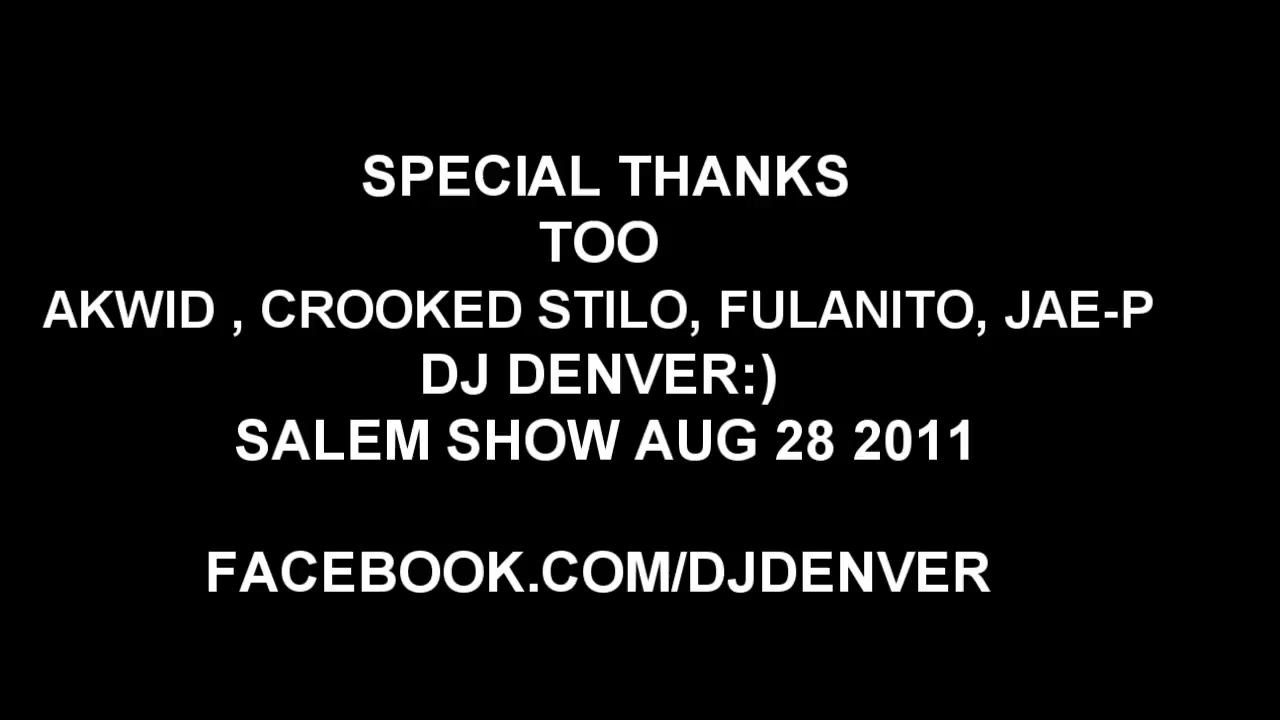 SPECIAL THANKS
TOO
AKWID , CROOKED STILO, FULANITO, JAE-P
DJ DENVER:)
SALEM SHOW AUG 28 2011
FACEBOOK.COM/DJDENVER